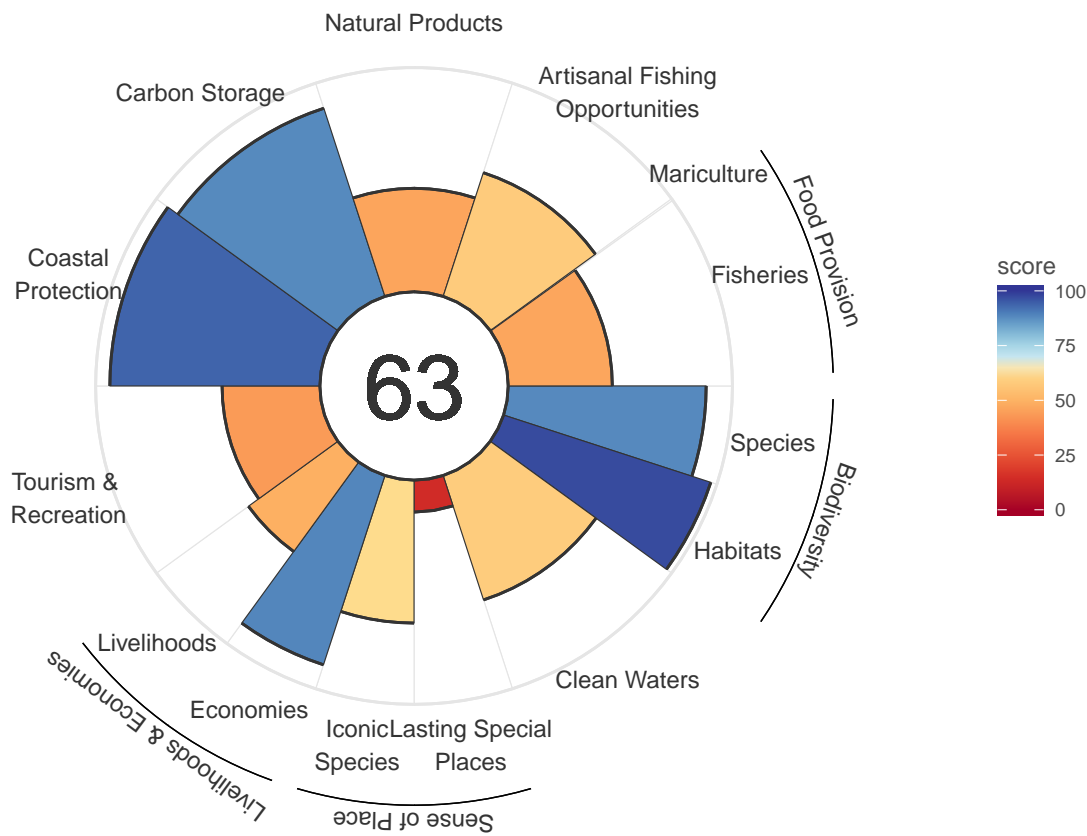 Natural Products
Artisanal Fishing
Opportunities
Carbon Storage
Mariculture
Food Provision
Fisheries
Coastal
Protection
63
score
100
75
50
25
0
Species
Biodiversity
Habitats
Tourism &
Recreation
Livelihoods
Clean Waters
Economies
Livelihoods & Economies
Iconic
Species
Lasting Special
Places
Sense of Place